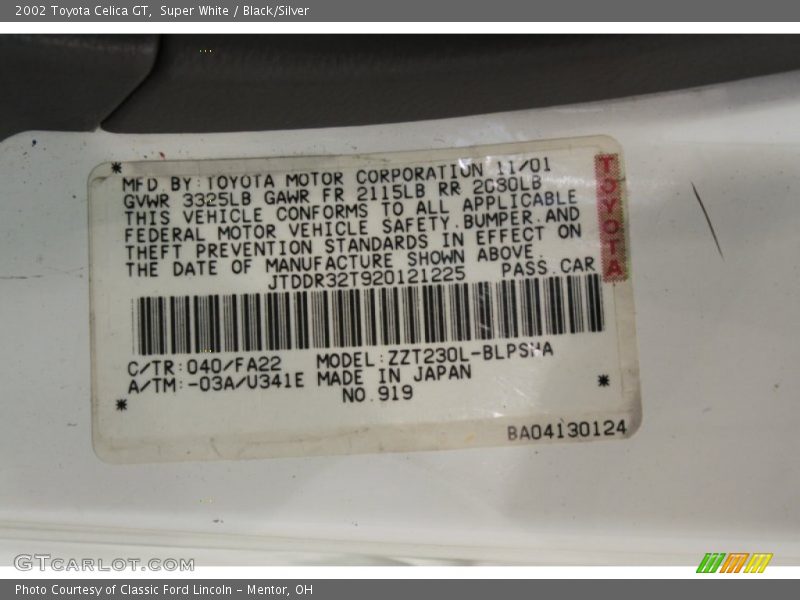 2002 Toyota Celica GT, Super White / Black/Silver
MFD BY:TOYOTA MOTOR CORPORATION 11/01
GVWR 3325LB GAWR FR 2115LB RR 2080LB
THIS VEHICLE CONFORMS TO ALL APPLICABLE
FEDERAL MOTOR VEHICLE SAFETY.BUMPER.AND
THEFT PREVENTION STANDARDS IN EFFECT ON
THE DATE OF MANUFACTURE SHOWN ABOVE.
JTDDR32T920121225 PASS.CAR
TOYOTA
C/TR:040/FA22 MODEL:ZZT230L-BLPSHA
A/TM:-03A/U341E MADE IN JAPAN
NO.919
BA04130124
GTCARLOT.COM
Photo Courtesy of Classic Ford Lincoln - Mentor, OH